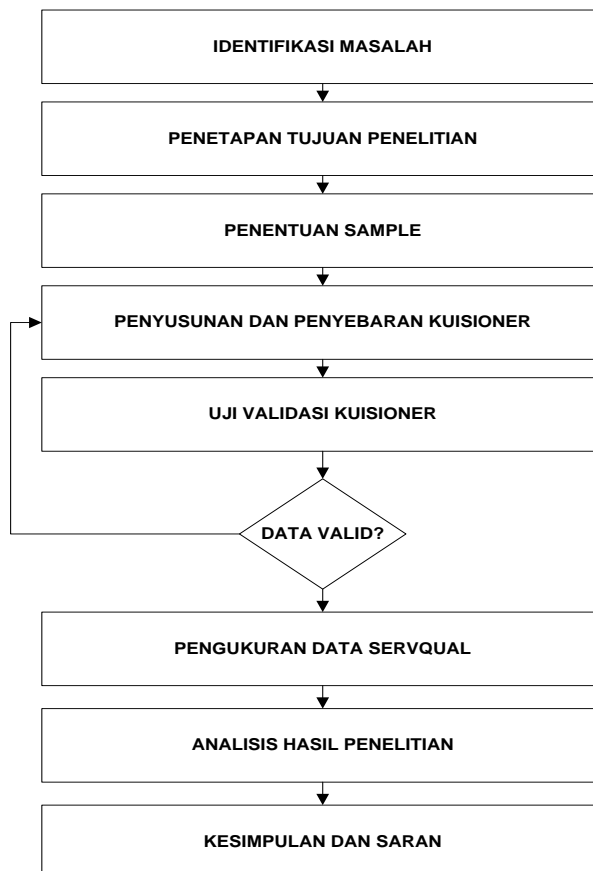 IDENTIFIKASI MASALAH
PENETAPAN TUJUAN PENELITIAN
PENENTUAN SAMPLE
PENYUSUNAN DAN PENYEBARAN KUISIONER
UJI VALIDASI KUISIONER
DATA VALID?
PENGUKURAN DATA SERVQUAL
ANALISIS HASIL PENELITIAN
KESIMPULAN DAN SARAN